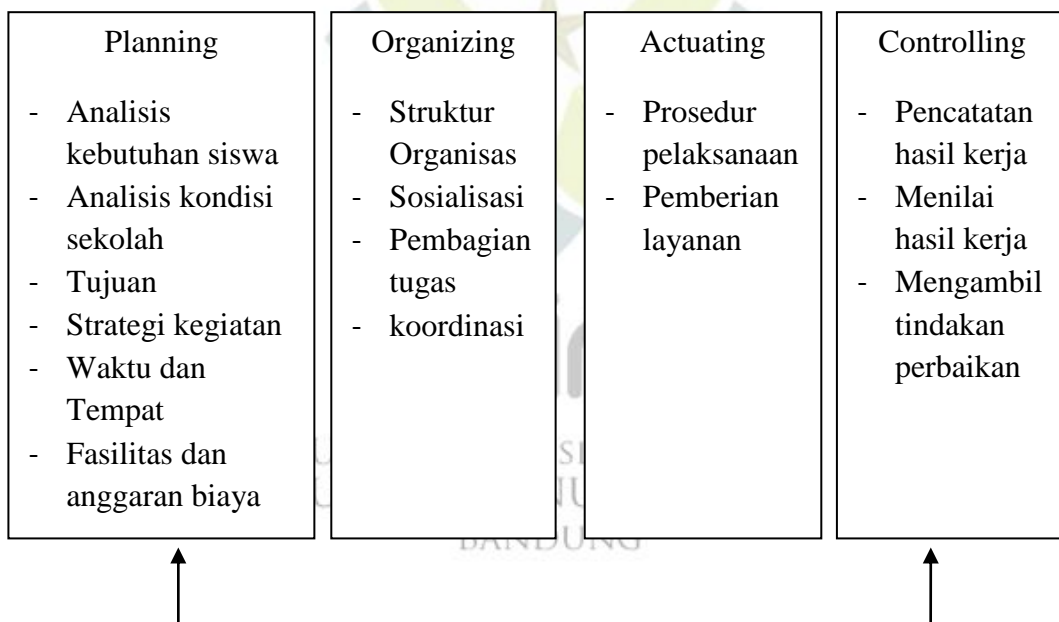 Planning
- Analisis
kebutuhan siswa
- Analisis kondisi
sekolah
- Tujuan
- Strategi kegiatan
- Waktu dan
Tempat
- Fasilitas dan
anggaran biaya
Organizing
- Struktur
Organisas
- Sosialisasi
- Pembagian
tugas
- koordinasi
Actuating
- Prosedur
pelaksanaan
- Pemberian
layanan
Controlling
- Pencatatan
hasil kerja
- Menilai
hasil kerja
- Mengambil
tindakan
perbaikan
BANDUNG